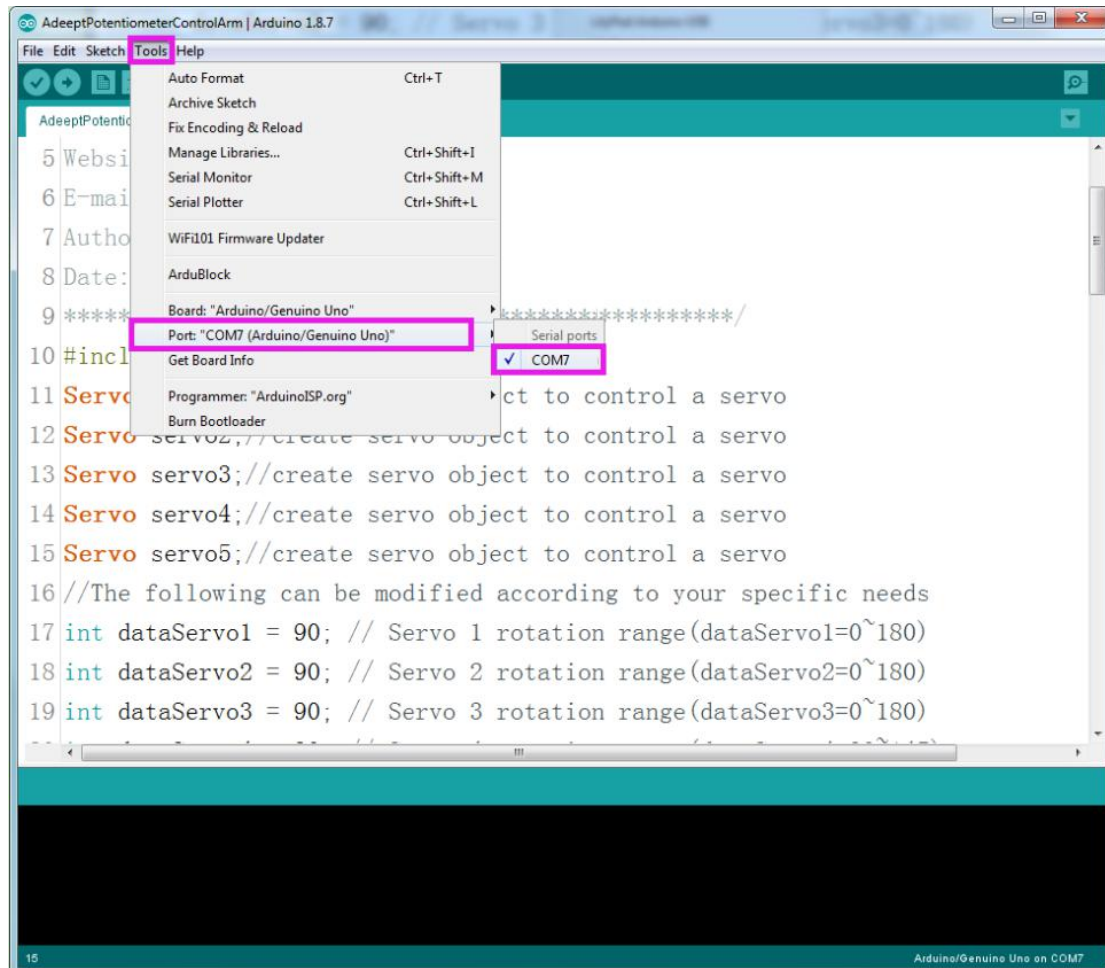 AdeeptPotentiometerControlArm | Arduino 1.8.7
File Edit Sketch Tools Help
Auto Format Ctrl+T
Archive Sketch
Fix Encoding & Reload
Manage Libraries... Ctrl+Shift+I
Serial Monitor Ctrl+Shift+M
Serial Plotter Ctrl+Shift+L
WiFi101 Firmware Updater
ArduBlock
Board: "Arduino/Genuino Uno"
Port: "COM7 (Arduino/Genuino Uno)"
Get Board Info
Programmer: "ArduinoISP.org"
Burn Bootloader
Serial ports
✓ COM7
AdeeptPotentic
5 Websi
6 E-mai
7 Autho
8 Date:
9 ***** *****************/
10 #incl
11 Servo ct to control a servo
12 Servo servo2;//create servo object to control a servo
13 Servo servo3;//create servo object to control a servo
14 Servo servo4;//create servo object to control a servo
15 Servo servo5;//create servo object to control a servo
16 //The following can be modified according to your specific needs
17 int dataServo1 = 90; // Servo 1 rotation range(dataServo1=0~180)
18 int dataServo2 = 90; // Servo 2 rotation range(dataServo2=0~180)
19 int dataServo3 = 90; // Servo 3 rotation range(dataServo3=0~180)
15
Arduino/Genuino Uno on COM7